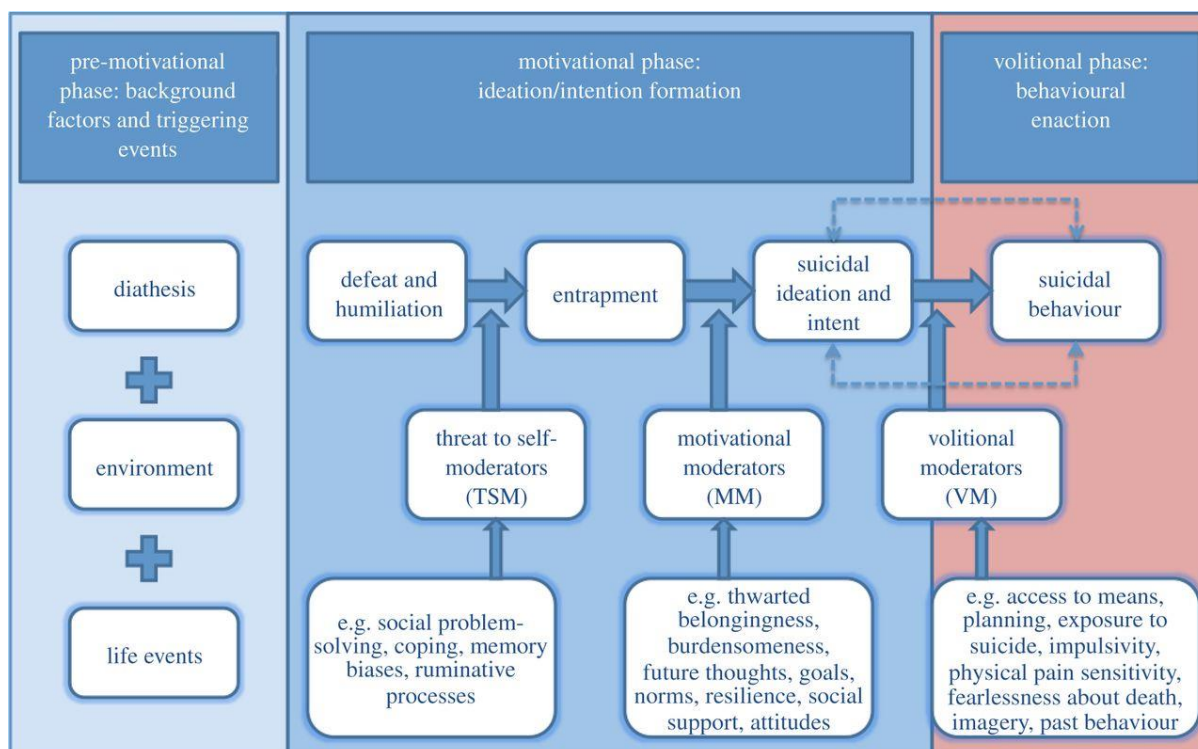 pre-motivational
phase: background
factors and triggering
events
motivational phase:
ideation/intention formation
volitional phase:
behavioural
enaction
diathesis
environment
life events
defeat and
humiliation
entrapment
suicidal
ideation and
intent
suicidal
behaviour
threat to self-
moderators
(TSM)
motivational
moderators
(MM)
volitional
moderators
(VM)
e.g. social problem-
solving, coping, memory
biases, ruminative
processes
e.g. thwarted
belongingness,
burdensomeness,
future thoughts, goals,
norms, resilience, social
support, attitudes
e.g. access to means,
planning, exposure to
suicide, impulsivity,
physical pain sensitivity,
fearlessness about death,
imagery, past behaviour